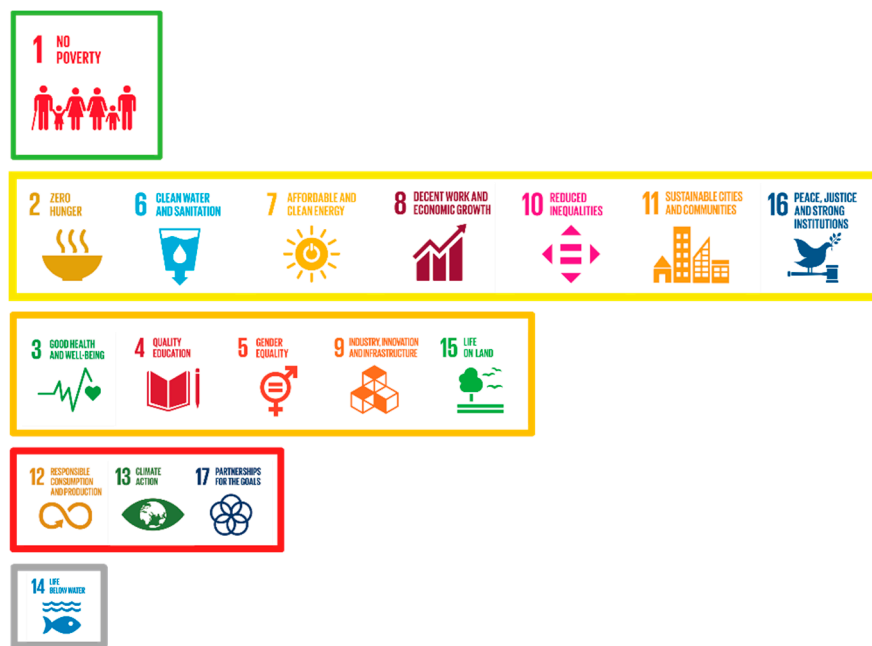 1 NO
POVERTY
2 ZERO
HUNGER
6 CLEAN WATER
AND SANITATION
7 AFFORDABLE AND
CLEAN ENERGY
8 DECENT WORK AND
ECONOMIC GROWTH
10 REDUCED
INEQUALITIES
11 SUSTAINABLE CITIES
AND COMMUNITIES
16 PEACE, JUSTICE
AND STRONG
INSTITUTIONS
3 GOOD HEALTH
AND WELL-BEING
4 QUALITY
EDUCATION
5 GENDER
EQUALITY
9 INDUSTRY, INNOVATION
AND INFRASTRUCTURE
15 LIFE
ON LAND
12 RESPONSIBLE
CONSUMPTION
AND PRODUCTION
13 CLIMATE
ACTION
17 PARTNERSHIPS
FOR THE GOALS
14 LIFE
BELOW WATER